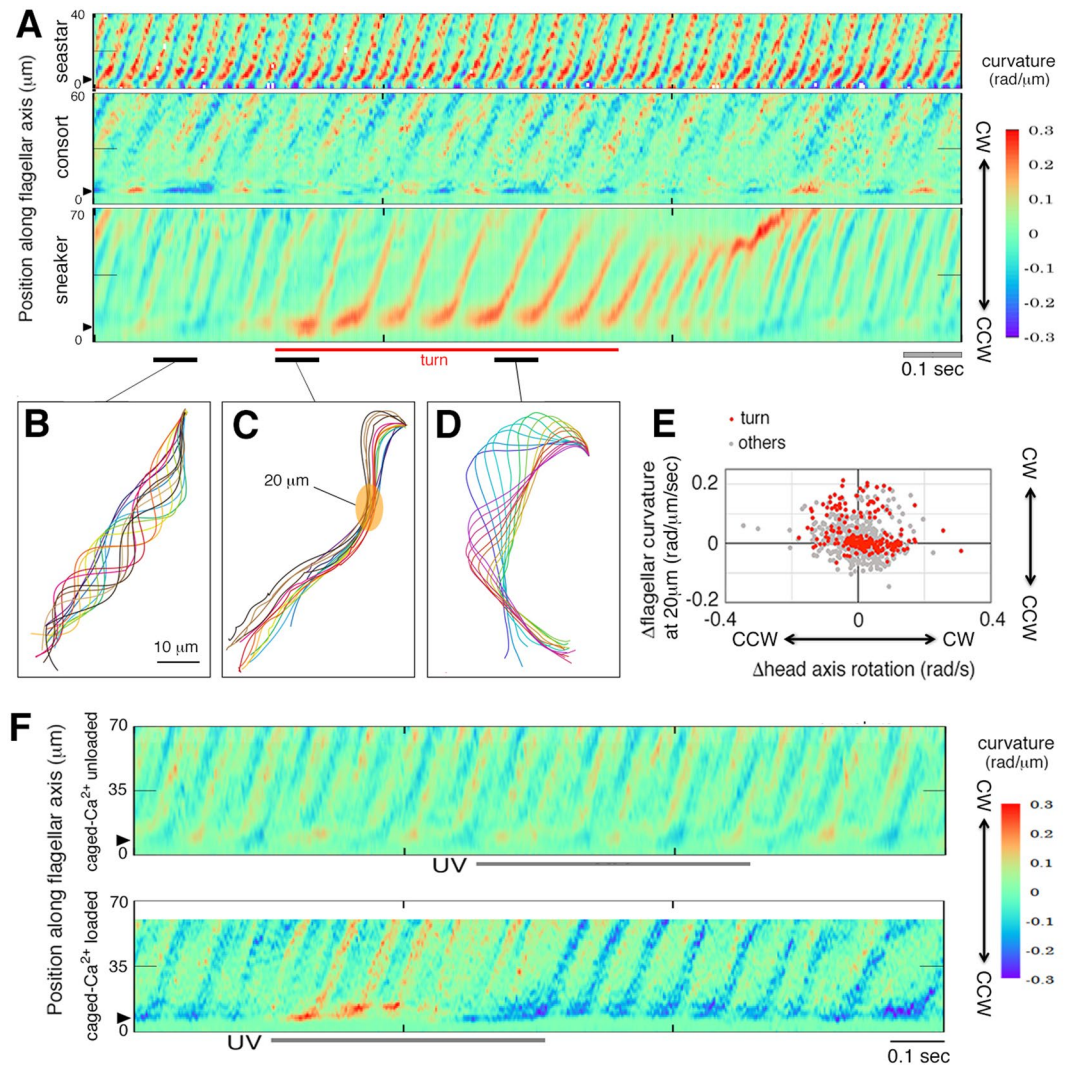 A
Position along flagellar axis (μm)
seastar
40
0
consort
60
0
sneaker
70
0
curvature
(rad/μm)
CW
CCW
0.3
0.2
0.1
0
-0.1
-0.2
-0.3
turn
0.1 sec
B
10 μm
C
20 μm
D
E
turn
others
Δflagellar curvature
at 20μm (rad/μm/sec)
0.2
0
-0.2
-0.4
0
0.4
CCW
CW
Δhead axis rotation (rad/s)
CW
CCW
F
Position along flagellar axis (μm)
caged-Ca²⁺ unloaded
70
35
0
UV
caged-Ca²⁺ loaded
70
35
0
UV
0.1 sec
curvature
(rad/μm)
CW
CCW
0.3
0.2
0.1
0
-0.1
-0.2
-0.3